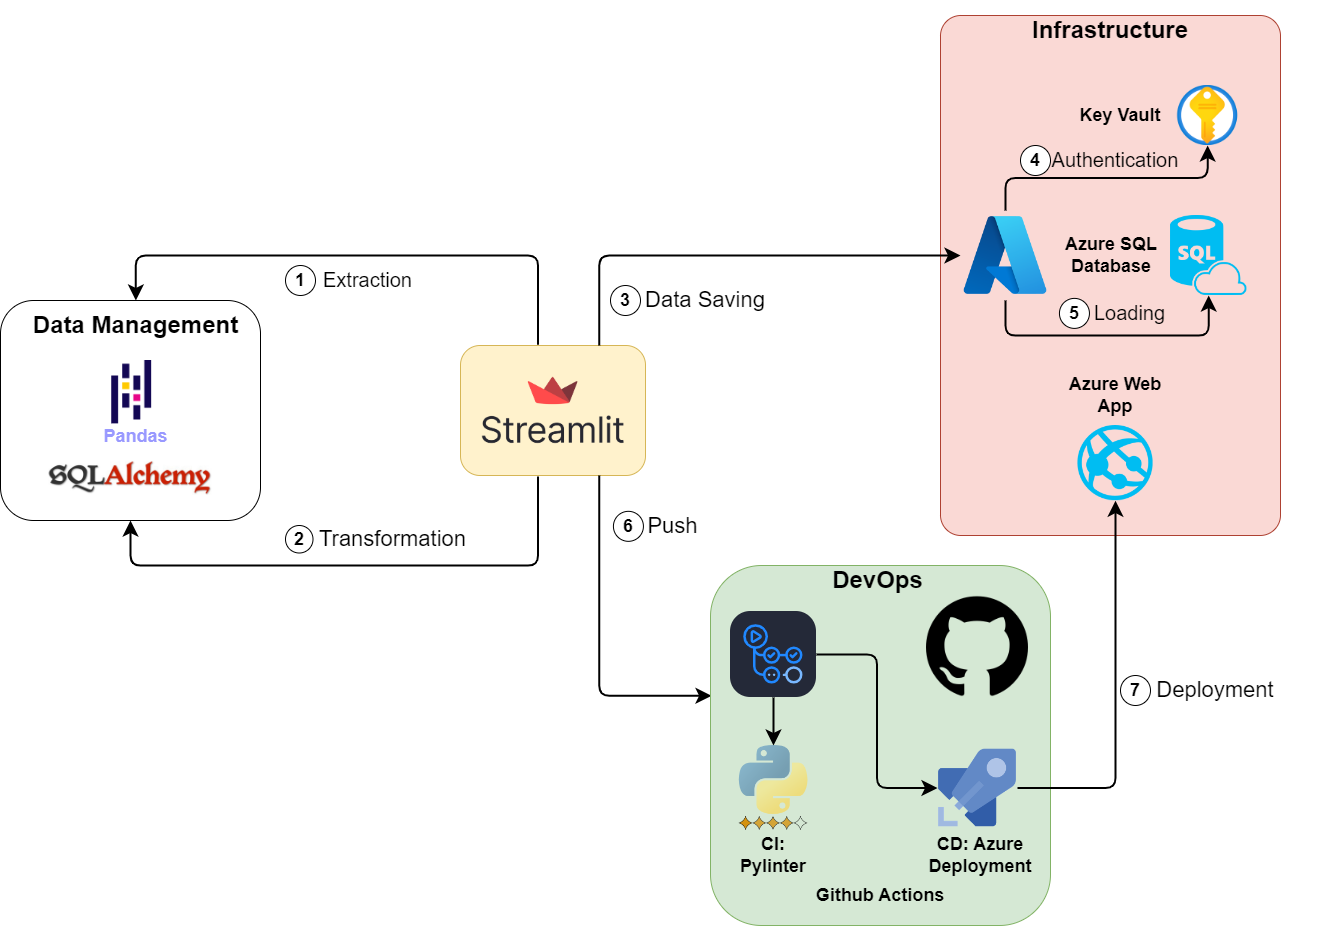 Infrastructure
Key Vault
4 Authentication
Azure SQL
Database
SQL
5 Loading
Azure Web
App
1 Extraction
3 Data Saving
Data Management
Pandas
SQLAlchemy
Streamlit
2 Transformation
6 Push
DevOps
7 Deployment
CI:
Pylinter
CD: Azure
Deployment
Github Actions